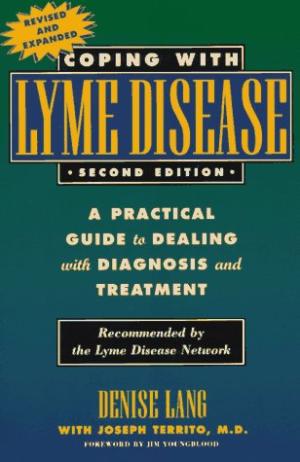 REVISED
AND
EXPANDED
COPING WITH
LYME DISEASE
• SECOND EDITION •
A PRACTICAL
GUIDE to DEALING
with DIAGNOSIS and
TREATMENT
Recommended by
the Lyme Disease Network
DENISE LANG
WITH JOSEPH TERRITO, M.D.
FOREWORD BY JIM YOUNGBLOOD